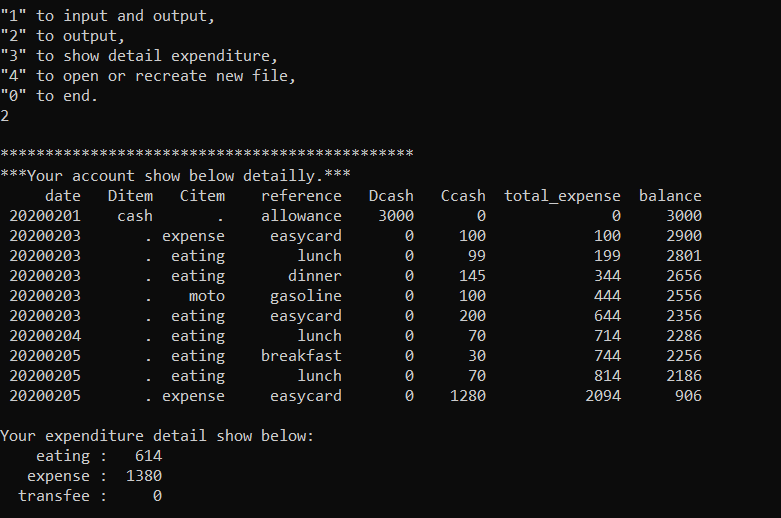 "1" to input and output,
"2" to output,
"3" to show detail expenditure,
"4" to open or recreate new file,
"0" to end.
2
**********************************************
***Your account show below detailly.***
date Ditem Citem reference Dcash Ccash total_expense balance
20200201 cash . allowance 3000 0 0 3000
20200203 . expense easycard 0 100 100 2900
20200203 . eating lunch 0 99 199 2801
20200203 . eating dinner 0 145 344 2656
20200203 . moto gasoline 0 100 444 2556
20200203 . eating easycard 0 200 644 2356
20200204 . eating lunch 0 70 714 2286
20200205 . eating breakfast 0 30 744 2256
20200205 . eating lunch 0 70 814 2186
20200205 . expense easycard 0 1280 2094 906
Your expenditure detail show below:
eating : 614
expense : 1380
transfee : 0